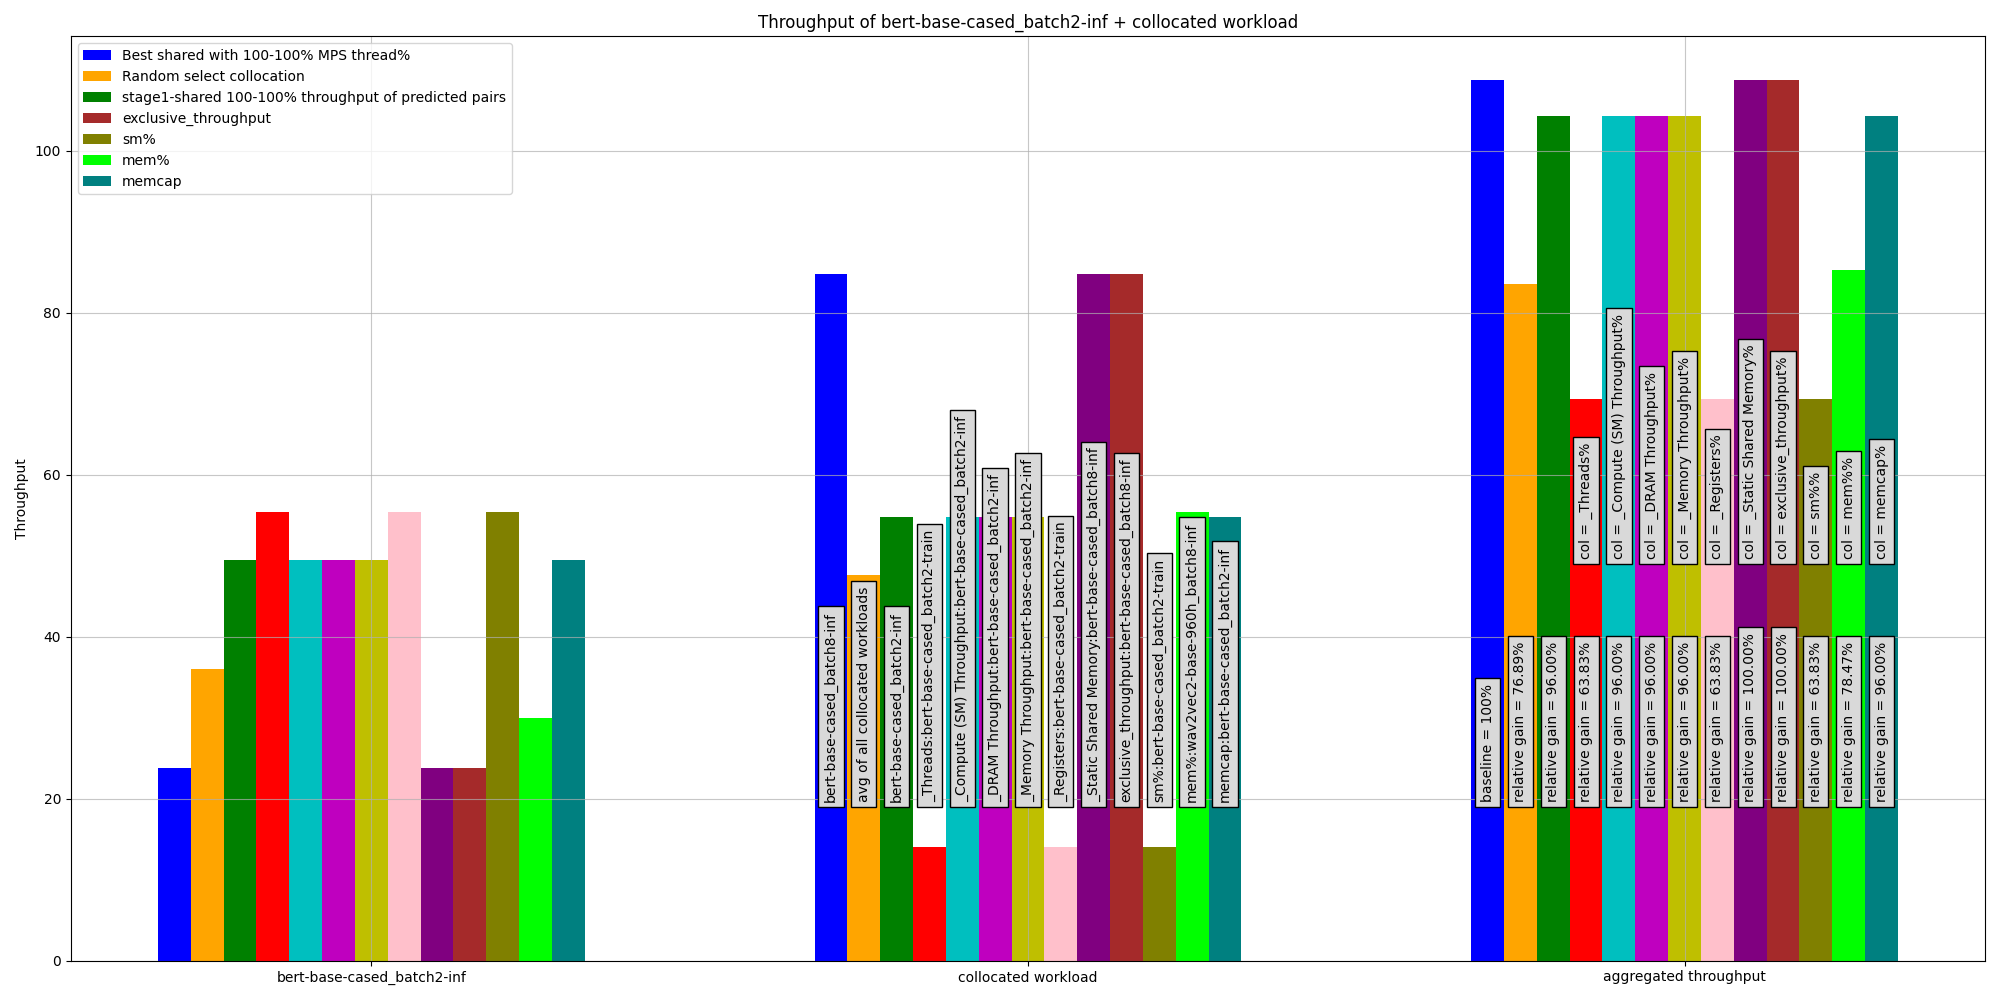 Throughput of bert-base-cased_batch2-inf + collocated workload
Best shared with 100-100% MPS thread%
Random select collocation
stage1-shared 100-100% throughput of predicted pairs
exclusive_throughput
sm%
mem%
memcap
Throughput
100
80
60
40
20
0
bert-base-cased_batch8-inf
avg of all collocated workloads
bert-base-cased_batch2-inf
_Threads:bert-base-cased_batch2-train
_Compute (SM) Throughput:bert-base-cased_batch2-inf
_DRAM Throughput:bert-base-cased_batch2-inf
_Memory Throughput:bert-base-cased_batch2-inf
_Registers:bert-base-cased_batch2-train
_Static Shared Memory:bert-base-cased_batch8-inf
exclusive_throughput:bert-base-cased_batch8-inf
sm%:bert-base-cased_batch2-train
mem%:wav2vec2-base-960h_batch8-inf
memcap:bert-base-cased_batch2-inf
col = _Threads%
col = _Compute (SM) Throughput%
col = _DRAM Throughput%
col = _Memory Throughput%
col = _Registers%
col = _Static Shared Memory%
col = exclusive_throughput%
col = sm%%
col = mem%%
col = memcap%
baseline = 100%
relative gain = 76.89%
relative gain = 96.00%
relative gain = 63.83%
relative gain = 96.00%
relative gain = 96.00%
relative gain = 96.00%
relative gain = 63.83%
relative gain = 100.00%
relative gain = 100.00%
relative gain = 63.83%
relative gain = 78.47%
relative gain = 96.00%
bert-base-cased_batch2-inf
collocated workload
aggregated throughput